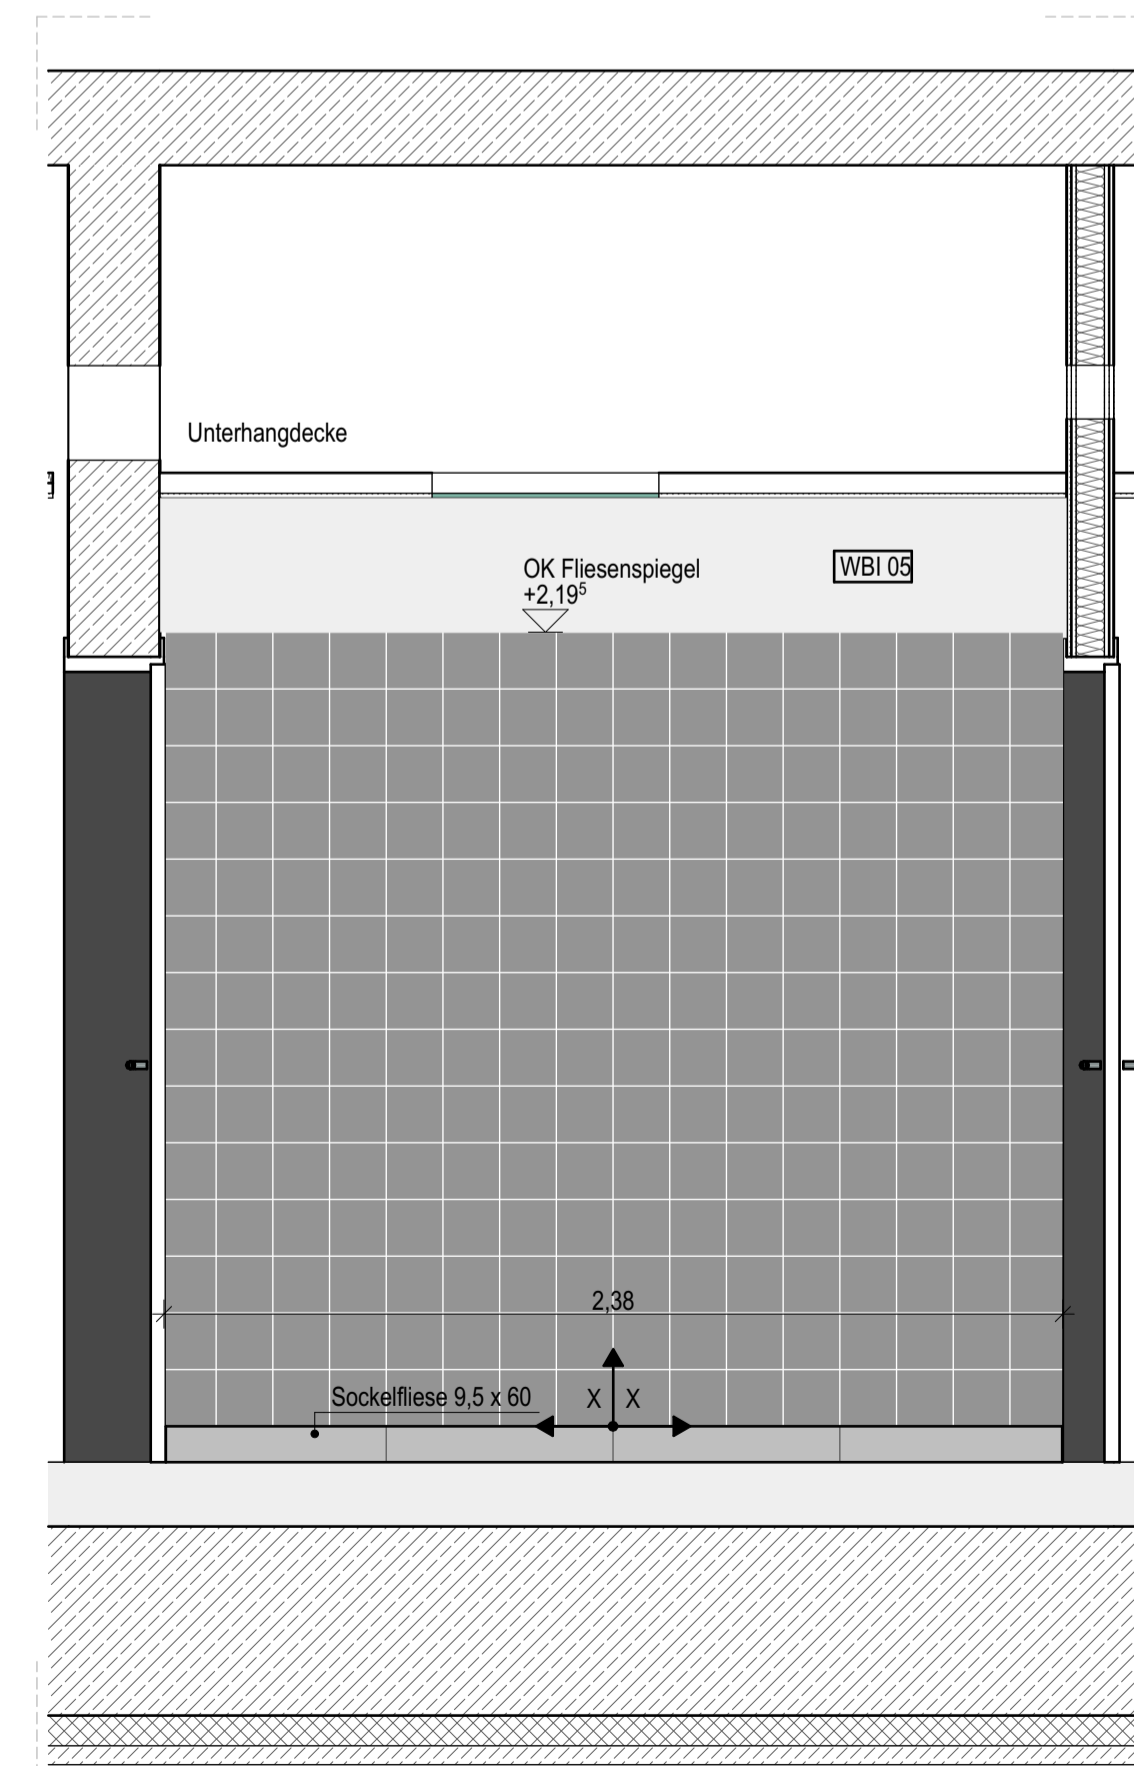 Unterhangdecke
OK Fliesenspiegel
+2,19⁵
WBI 05
2,38
Sockelfliese 9,5 x 60
X X